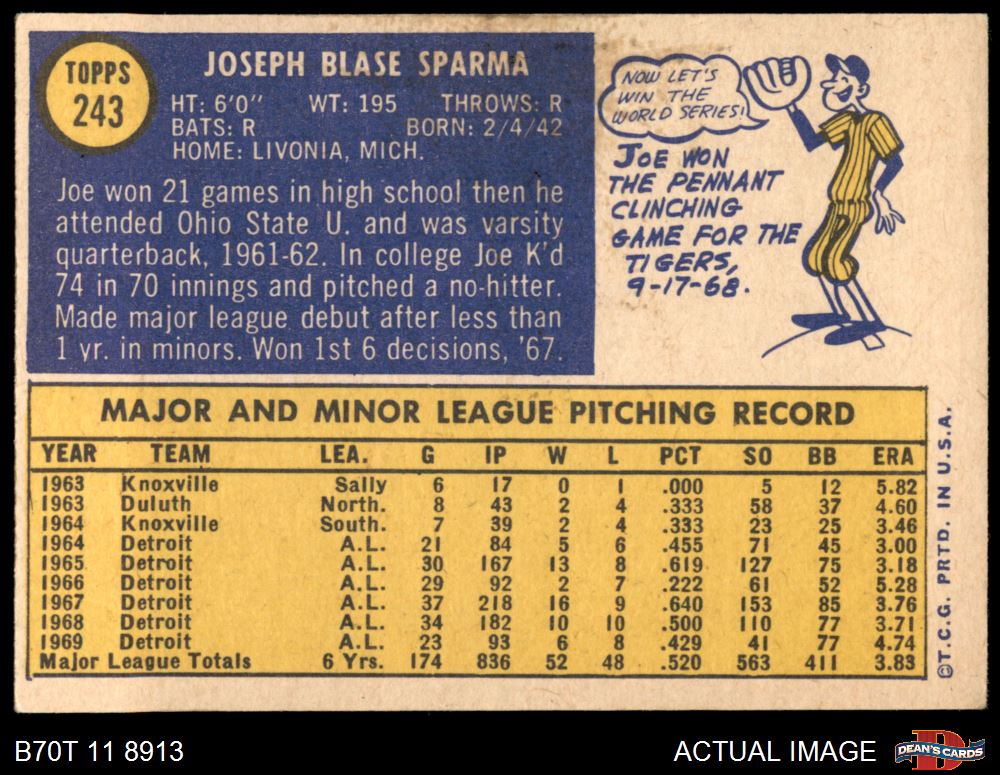 TOPPS
243
JOSEPH BLASE SPARMA
HT: 6'0" WT: 195 THROWS: R
BATS: R BORN: 2/4/42
HOME: LIVONIA, MICH.
Joe won 21 games in high school then he
attended Ohio State U. and was varsity
quarterback, 1961-62. In college Joe K'd
74 in 70 innings and pitched a no-hitter.
Made major league debut after less than
1 yr. in minors. Won 1st 6 decisions, '67.
NOW LET'S
WIN THE
WORLD SERIES!
JOE WON
THE PENNANT
CLINCHING
GAME FOR THE
TIGERS,
9-17-68.
MAJOR AND MINOR LEAGUE PITCHING RECORD
YEAR TEAM LEA. G IP W L PCT SO BB ERA
1963 Knoxville Sally 6 17 0 1 .000 5 12 5.82
1963 Duluth North. 8 43 2 4 .333 58 37 4.60
1964 Knoxville South. 7 39 2 4 .333 23 25 3.46
1964 Detroit A.L. 21 84 5 6 .455 71 45 3.00
1965 Detroit A.L. 30 167 13 8 .619 127 75 3.18
1966 Detroit A.L. 29 92 2 7 .222 61 52 5.28
1967 Detroit A.L. 37 218 16 9 .640 153 85 3.76
1968 Detroit A.L. 34 182 10 10 .500 110 77 3.71
1969 Detroit A.L. 23 93 6 8 .429 41 77 4.74
Major League Totals 6 Yrs. 174 836 52 48 .520 563 411 3.83
©T.C.G. PRTD. IN U.S.A.
B70T 11 8913
ACTUAL IMAGE
DEAN'S CARDS